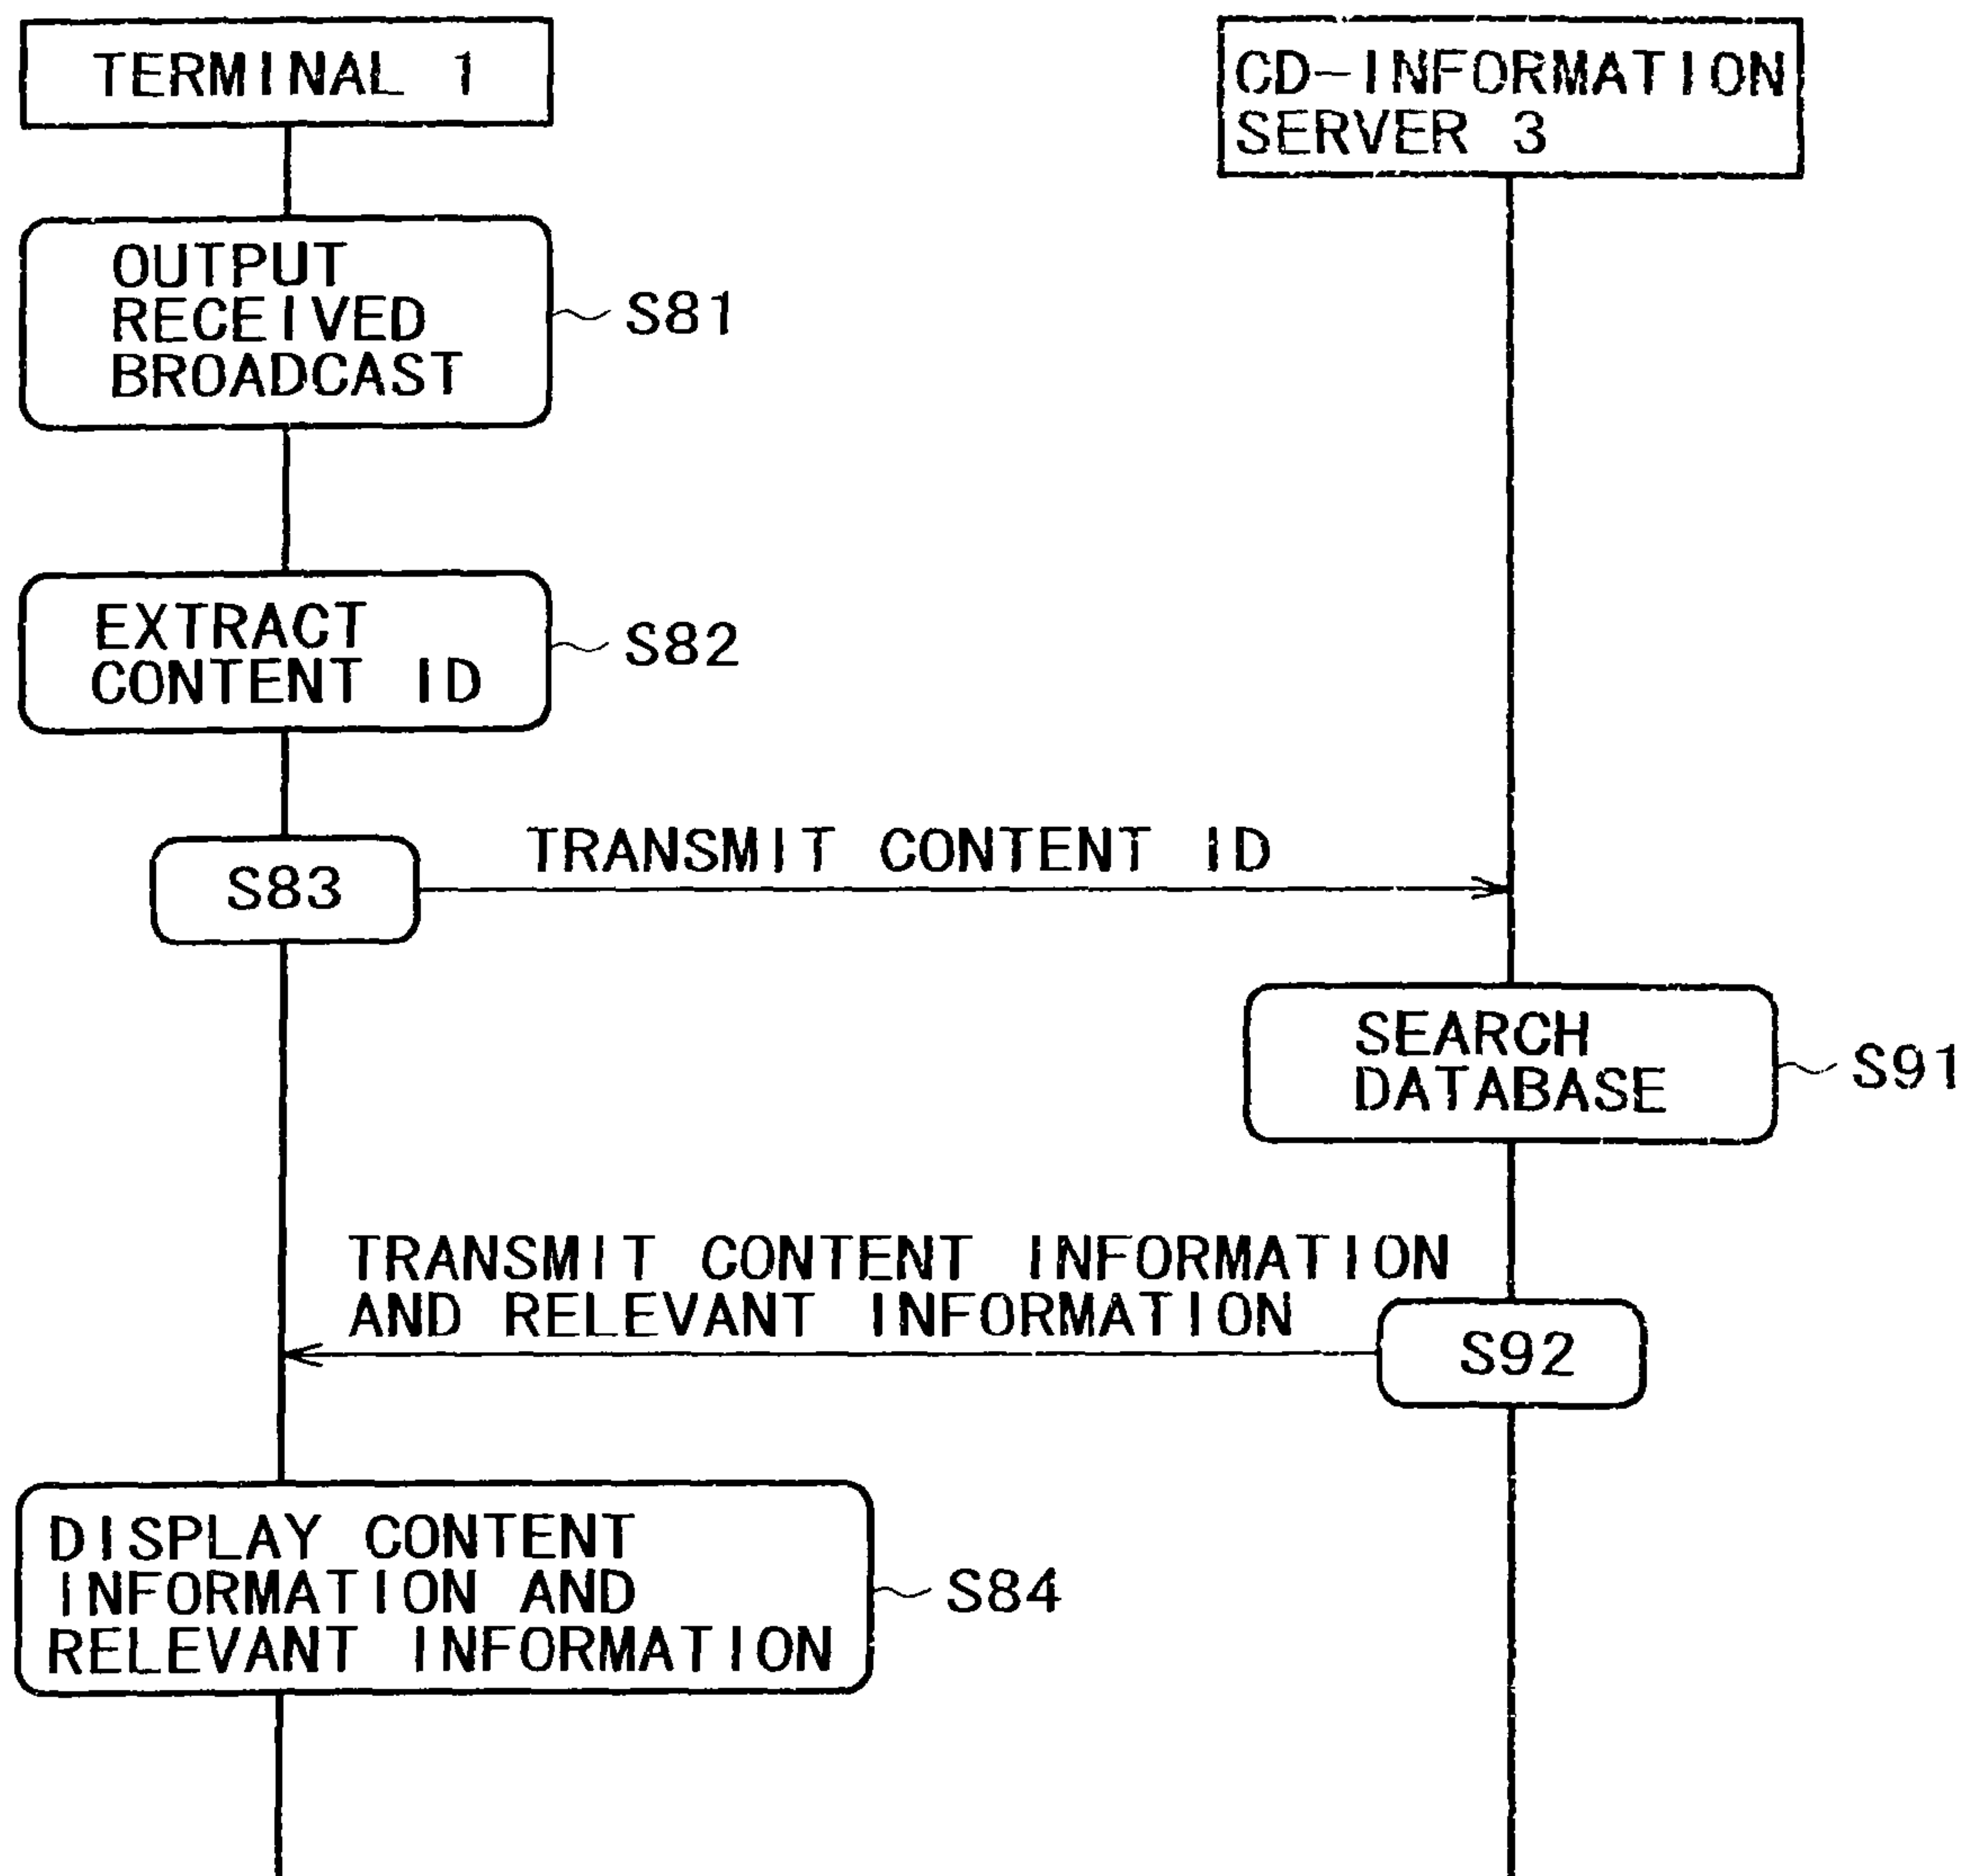 TERMINAL 1
CD-INFORMATION
SERVER 3
OUTPUT
RECEIVED
BROADCAST
S81
EXTRACT
CONTENT ID
S82
S83
TRANSMIT CONTENT ID
SEARCH
DATABASE
S91
TRANSMIT CONTENT INFORMATION
AND RELEVANT INFORMATION
S92
DISPLAY CONTENT
INFORMATION AND
RELEVANT INFORMATION
S84